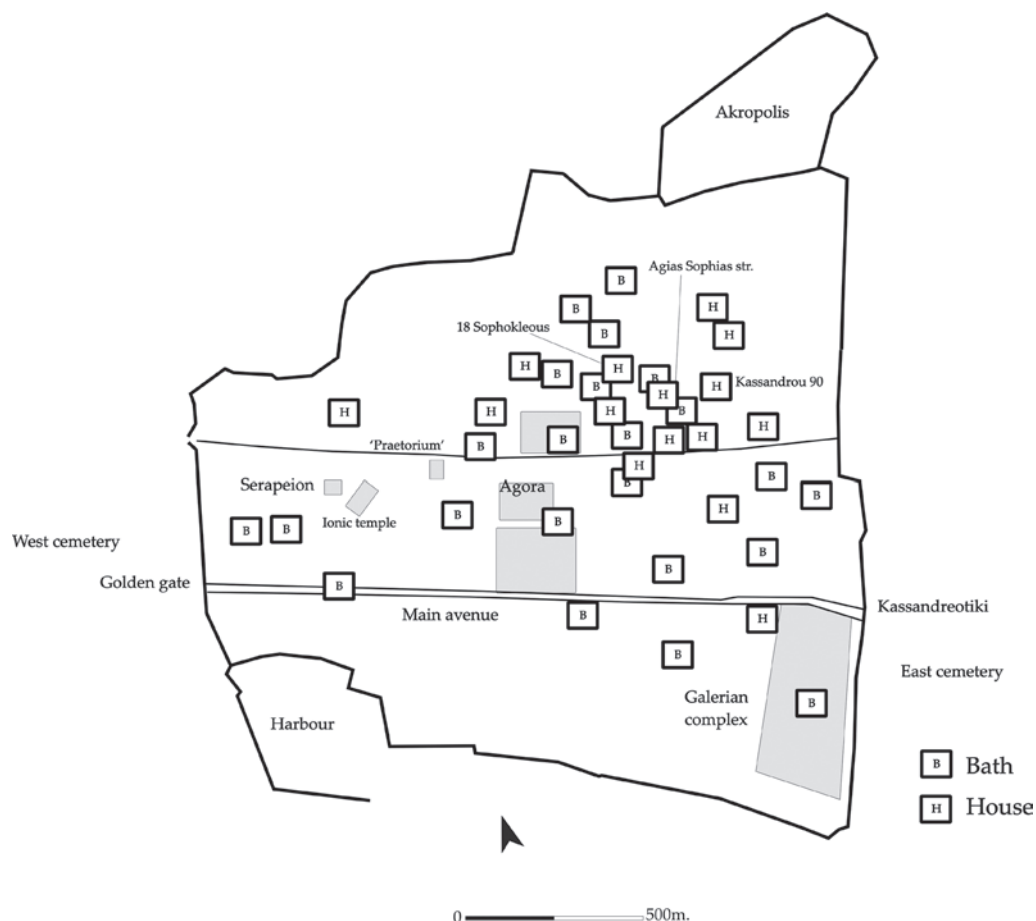 Akropolis
Agias Sophias str.
B
B
H
18 Sophokleous
B
H
H
B
H
B
B
H
Kassandrou 90
H
H
H
H
B
H
'Praetorium'
B
B
B
H
H
H
B
B
Serapeion
Agora
B
Ionic temple
B
B
H
B
B
West cemetery
B
B
Golden gate
B
Main avenue
Kassandreotiki
B
H
B
East cemetery
Galerian
complex
B
Harbour
B Bath
H House
0 500m.